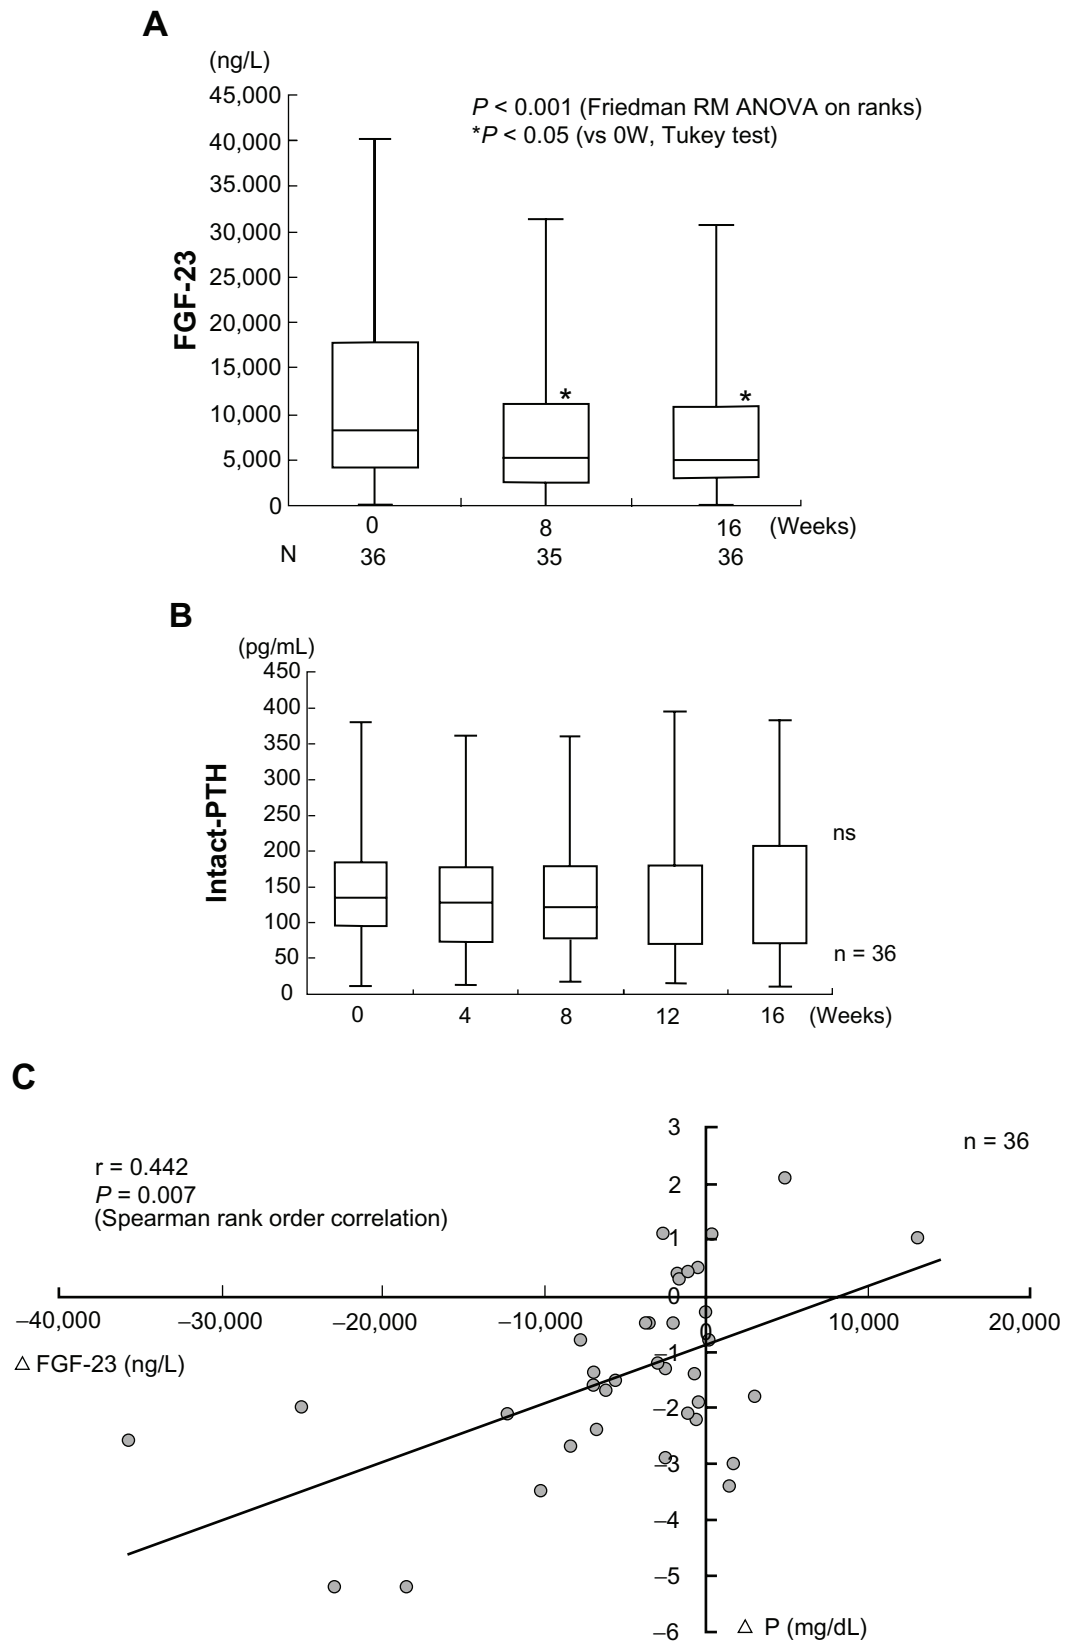 A
(ng/L)
P < 0.001 (Friedman RM ANOVA on ranks)
*P < 0.05 (vs 0W, Tukey test)
45,000
40,000
35.000
30,000
25,000
20,000
15,000
10,000
5,000
0
FGF-23
*
*
0 8 16 (Weeks)
N 36 35 36
B
(pg/mL)
450
400
350
300
250
200
150
100
50
0
Intact-PTH
ns
n = 36
0 4 8 12 16 (Weeks)
C
r = 0.442
P = 0.007
(Spearman rank order correlation)
n = 36
3
2
1
0
–1
–2
–3
–4
–5
–6
–40,000 –30,000 –20,000 –10,000 0 10,000 20,000
△ FGF-23 (ng/L)
△ P (mg/dL)